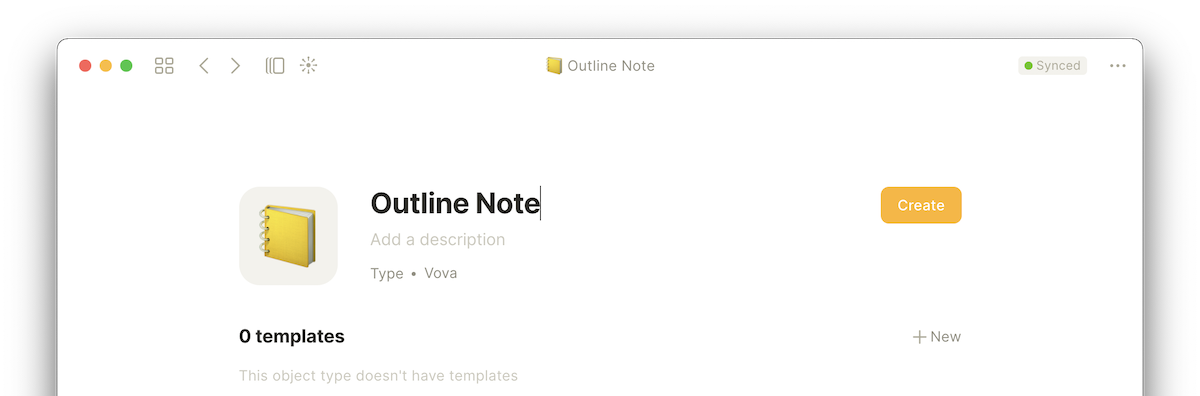 Outline Note
Synced
Outline Note
Create
Add a description
Type • Vova
0 templates
New
This object type doesn't have templates